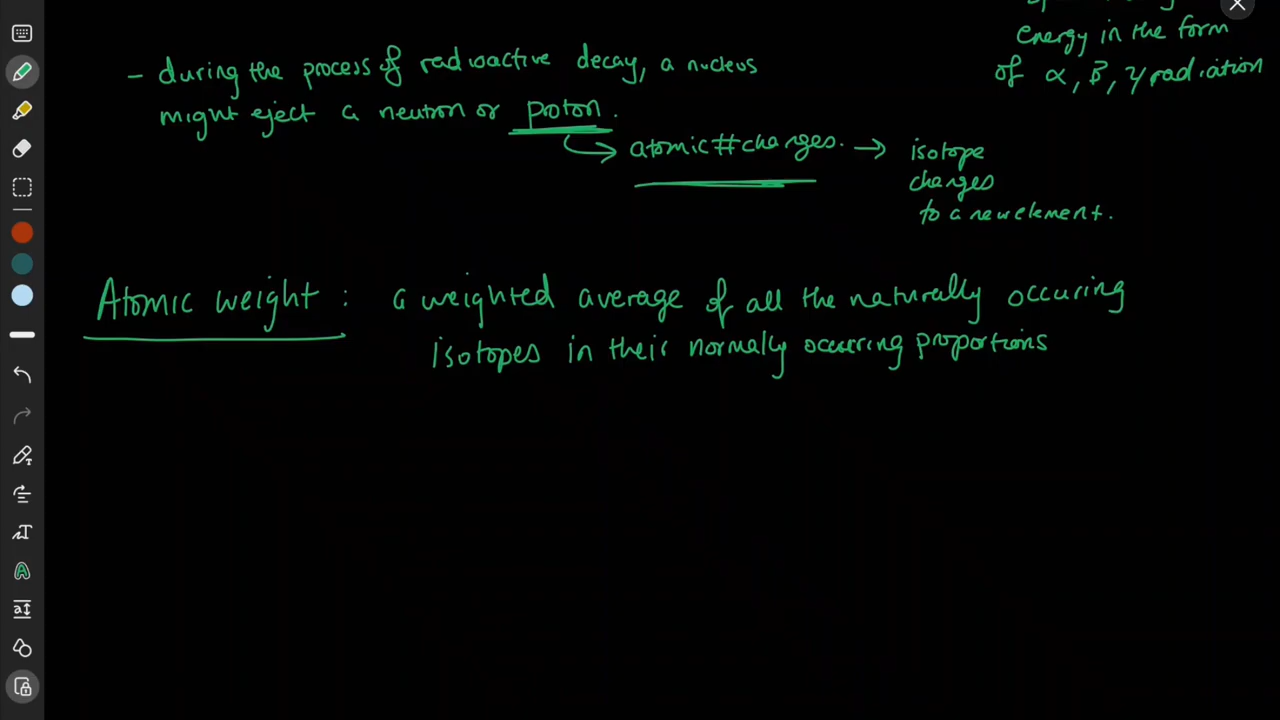 energy in the form
of α, β, γ radiation
- during the process of radioactive decay, a nucleus
might eject a neutron or proton.
atomic # changes. → isotope
changes
to a new element.
Atomic weight : a weighted average of all the naturally occuring
isotopes in their normally occurring proportions